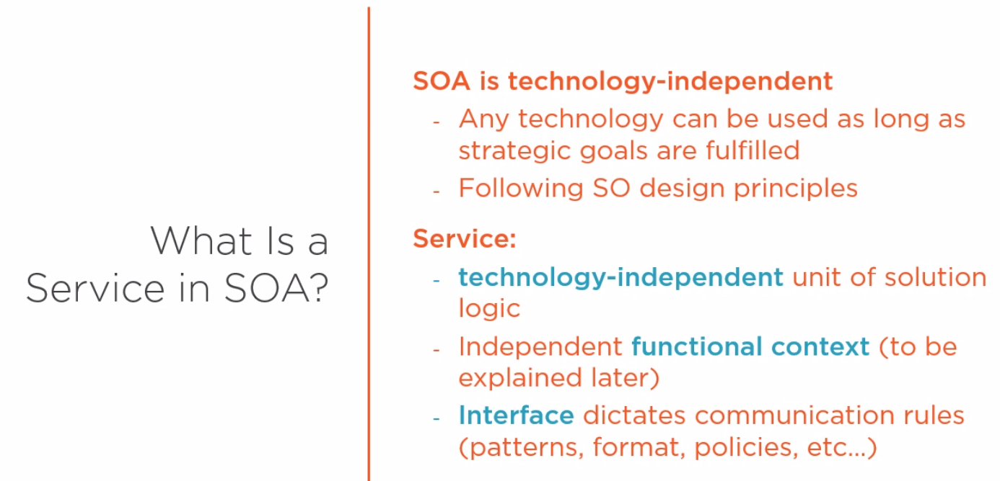 What Is a
Service in SOA?
SOA is technology-independent
- Any technology can be used as long as
strategic goals are fulfilled
- Following SO design principles
Service:
- technology-independent unit of solution
logic
- Independent functional context (to be
explained later)
- Interface dictates communication rules
(patterns, format, policies, etc...)